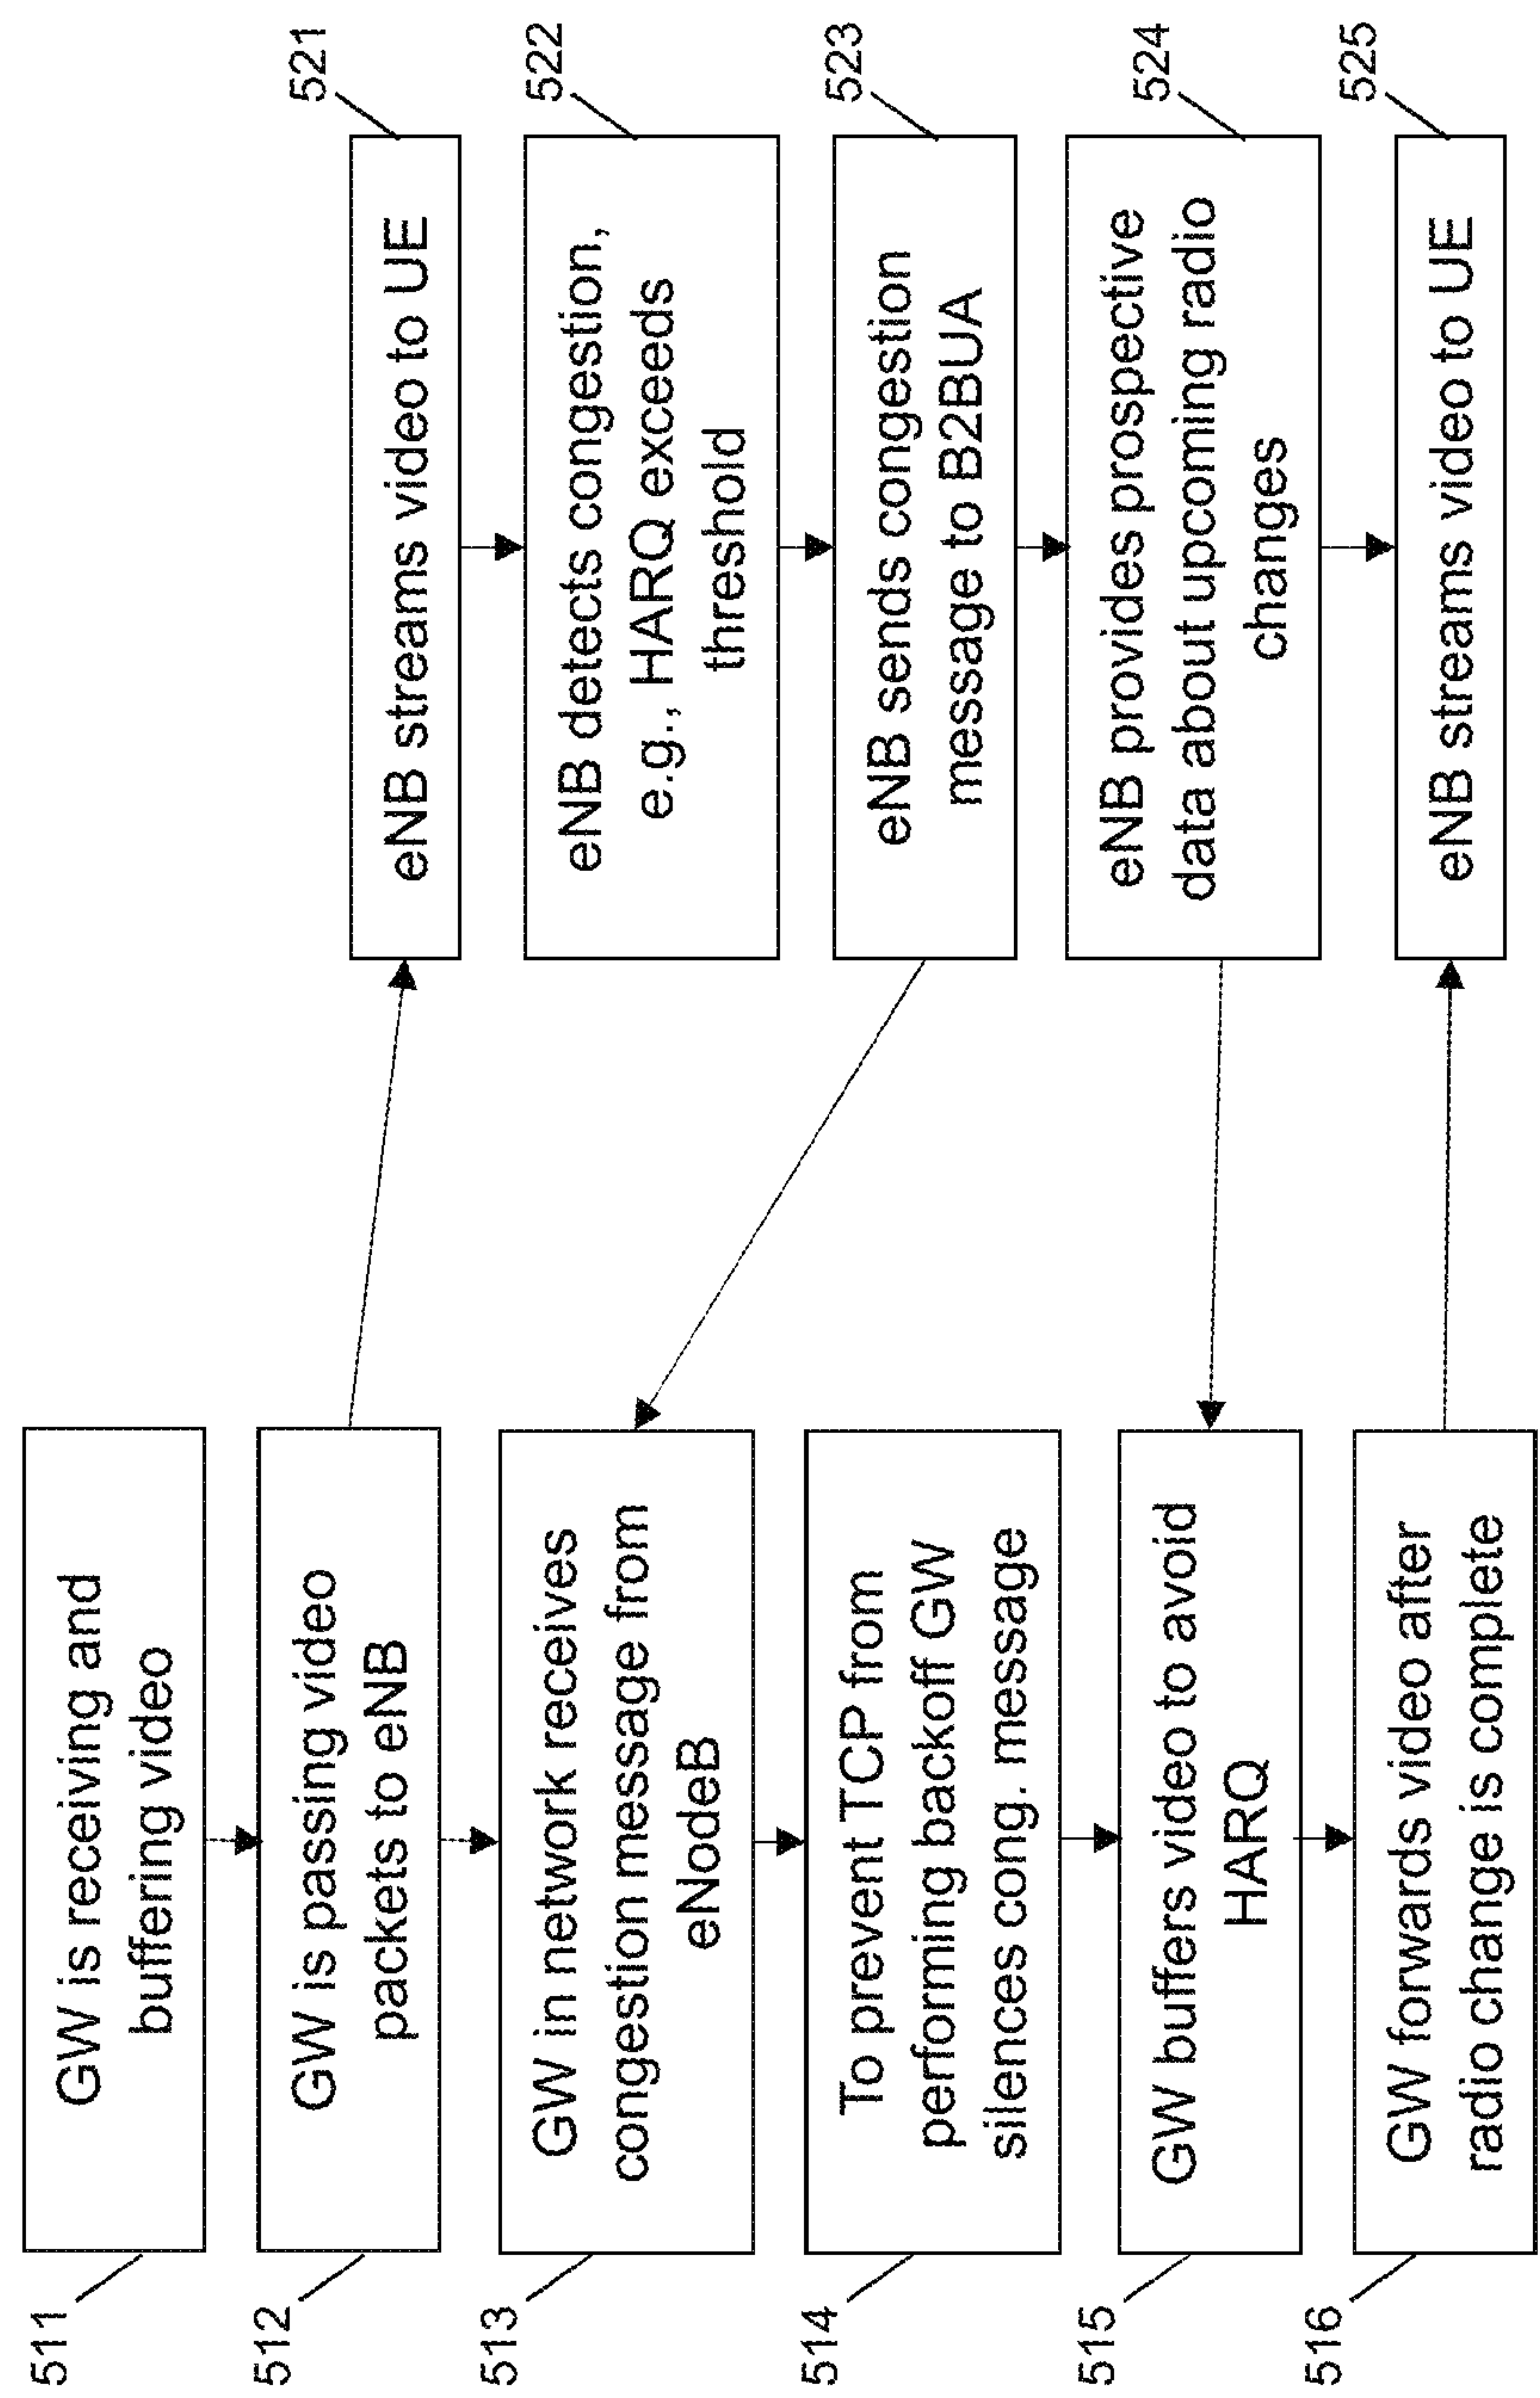 511
GW is receiving and
buffering video
512
GW is passing video
packets to eNB
513
GW in network receives
congestion message from
eNodeB
514
To prevent TCP from
performing backoff GW
silences cong. message
515
GW buffers video to avoid
HARQ
516
GW forwards video after
radio change is complete
521
eNB streams video to UE
522
eNB detects congestion,
e.g., HARQ exceeds
threshold
523
eNB sends congestion
message to B2BUA
524
eNB provides prospective
data about upcoming radio
changes
525
eNB streams video to UE